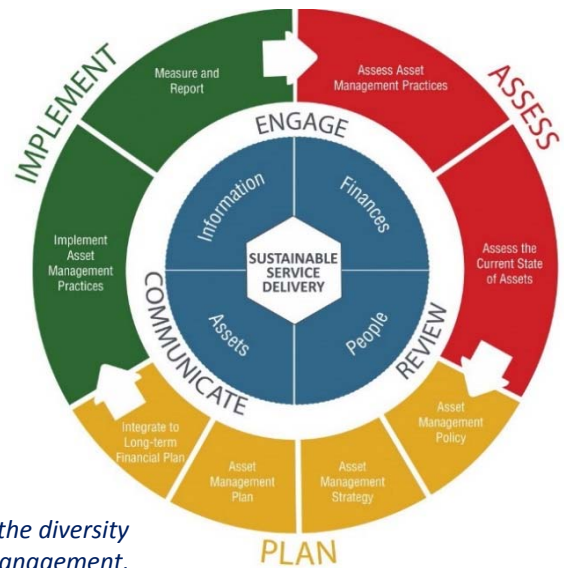 IMPLEMENT
Measure and
Report
Implement
Asset
Management
Practices
ASSESS
Assess Asset
Management Practices
Assess the
Current State
of Assets
ENGAGE
COMMUNICATE
REVIEW
Information
Finances
Assets
People
SUSTAINABLE
SERVICE
DELIVERY
Asset
Management
Policy
Asset
Management
Strategy
Asset
Management
Plan
Integrate to
Long-term
Financial Plan
PLAN
the diversity
anagement.